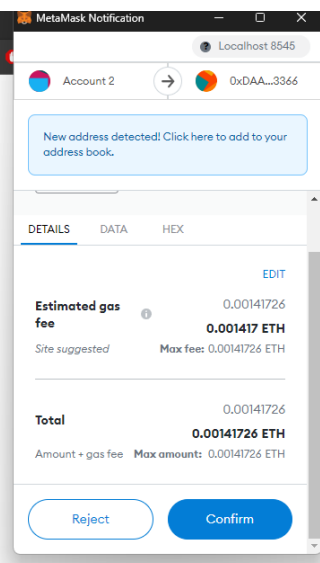 MetaMask Notification
Localhost 8545
Account 2
0xDAA...3366
New address detected! Click here to add to your
address book.
DETAILS
DATA
HEX
EDIT
Estimated gas
fee
0.00141726
0.001417 ETH
Site suggested
Max fee: 0.00141726 ETH
Total
0.00141726
0.00141726 ETH
Amount + gas fee
Max amount: 0.00141726 ETH
Reject
Confirm